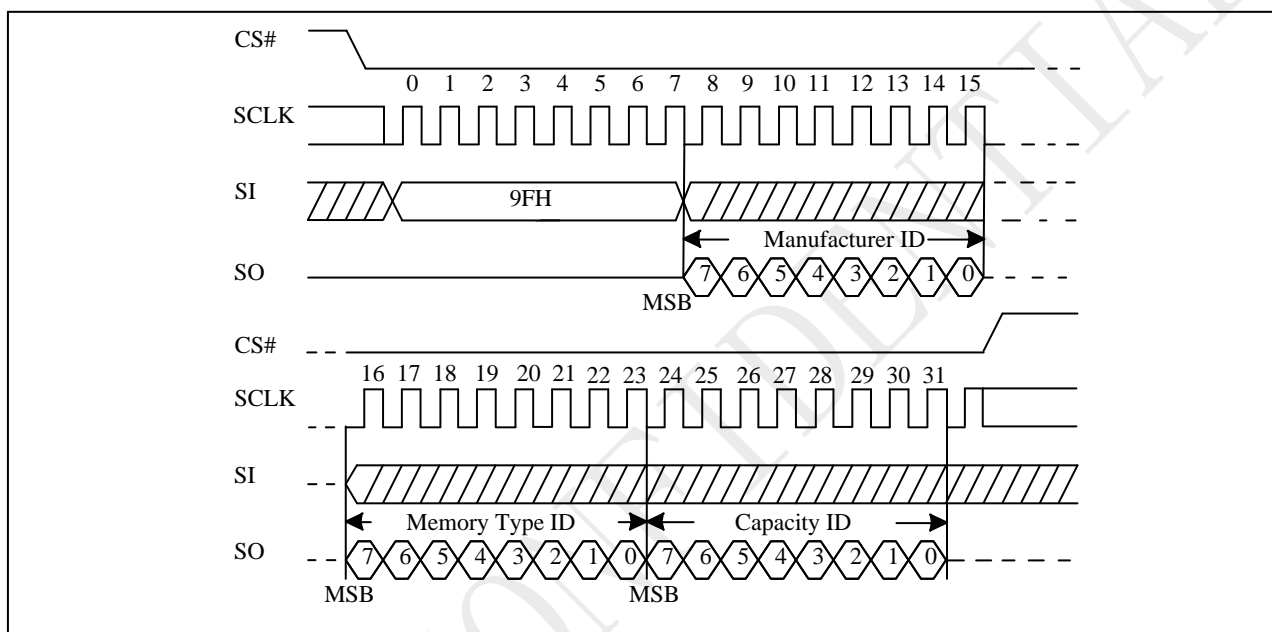 CS#
0 1 2 3 4 5 6 7 8 9 10 11 12 13 14 15
SCLK
SI 9FH
Manufacturer ID
SO 7 6 5 4 3 2 1 0
MSB
CS#
16 17 18 19 20 21 22 23 24 25 26 27 28 29 30 31
SCLK
SI
Memory Type ID Capacity ID
SO 7 6 5 4 3 2 1 0 7 6 5 4 3 2 1 0
MSB MSB